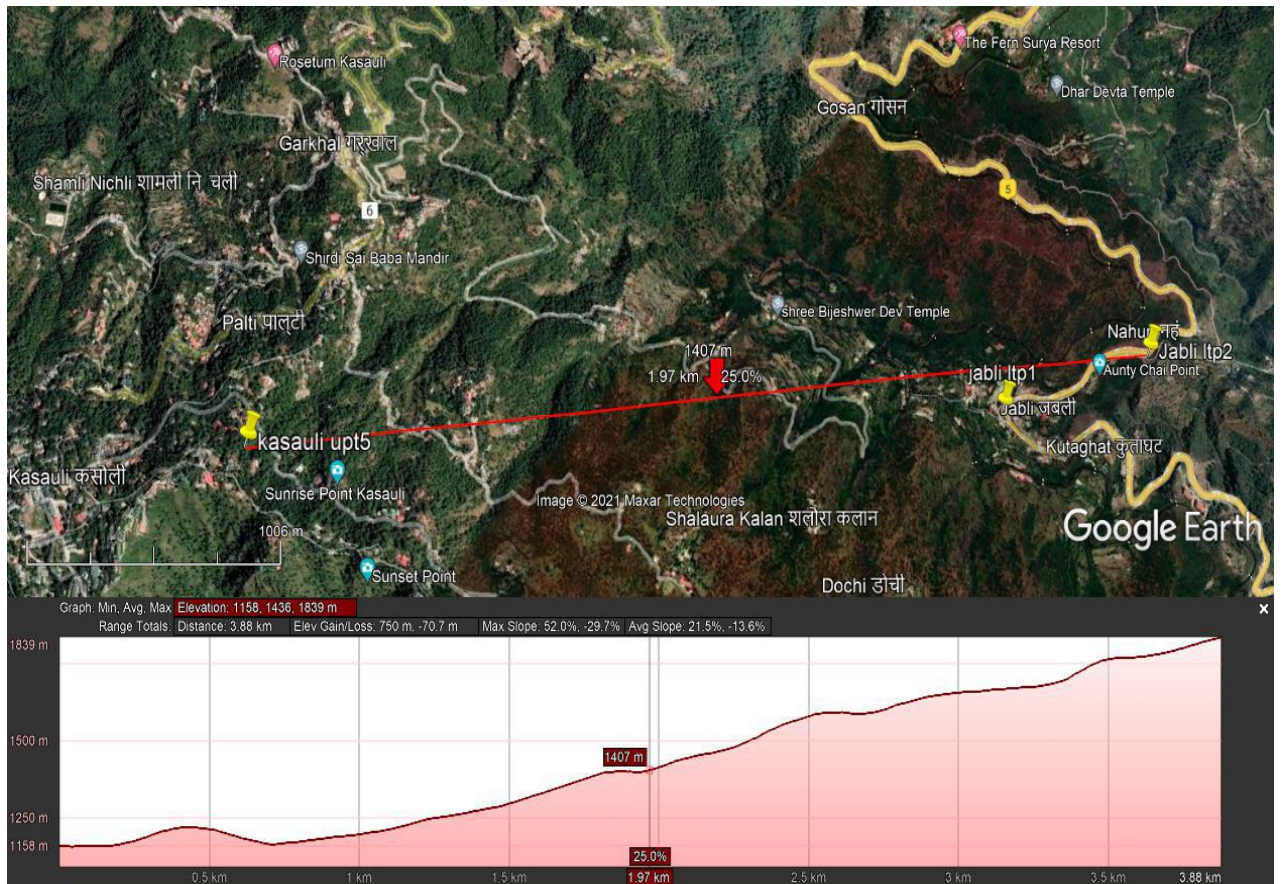 The Fern Surya Resort
Rosetum Kasauli
Dhar Devta Temple
Gosan गोसन
Garkhal गर्खाल
Shamli Nichli शामली नि चली
5
6
Shirdi Sai Baba Mandir
shree Bijeshwer Dev Temple
Palti पाल्टी
Nahur
1407 m
Jabli ltp2
1.97 km 25.0%
jabli ltp1
Aunty Chai Point
Jabli जबली
kasauli upt5
Kutaghat कुताघट
Kasauli कसोली
Sunrise Point Kasauli
Image © 2021 Maxar Technologies
Shalaura Kalan शलोरा कलान
1006 m
Google Earth
Sunset Point
Dochi डोची
Graph: Min, Avg, Max Elevation: 1158, 1436, 1839 m
x
Range Totals: Distance: 3.88 km Elev Gain/Loss: 750 m, -70.7 m Max Slope: 52.0%, -29.7% Avg Slope: 21.5%, -13.6%
1839 m
1500 m
1407 m
1250 m
1158 m
25.0%
0.5 km 1 km 1.5 km 1.97 km 2.5 km 3 km 3.5 km 3.88 km